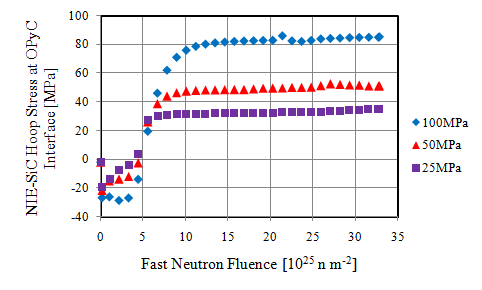 NIE-SiC Hoop Stress at OPyC
Interface [MPa]
100
80
60
40
20
0
-20
-40
0 5 10 15 20 25 30 35
Fast Neutron Fluence [10²⁵ n m⁻²]
100MPa
50MPa
25MPa